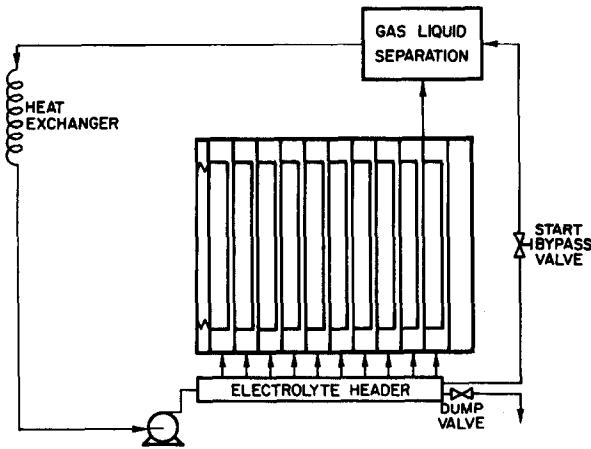 GAS LIQUID
SEPARATION
HEAT
EXCHANGER
START
BYPASS
VALVE
ELECTROLYTE HEADER
DUMP
VALVE